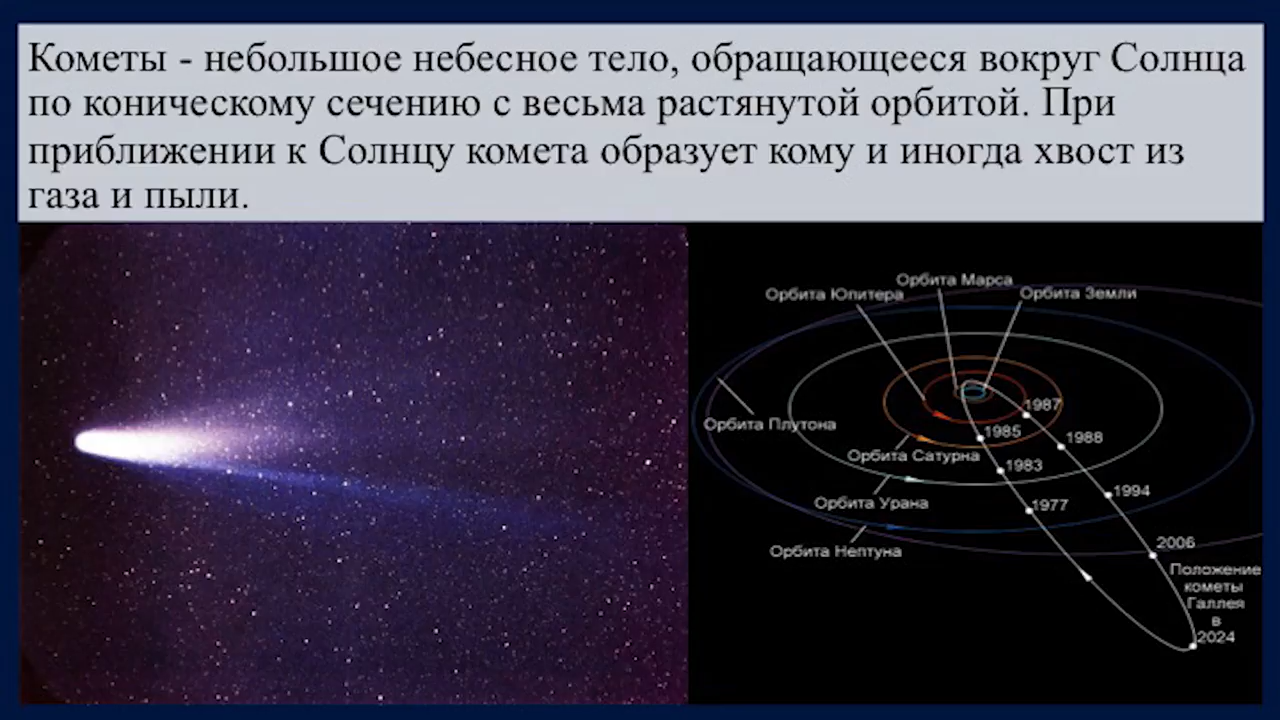 Кометы - небольшое небесное тело, обращающееся вокруг Солнца
по коническому сечению с весьма растянутой орбитой. При
приближении к Солнцу комета образует кому и иногда хвост из
газа и пыли.
Орбита Марса
Орбита Юпитера
Орбита Земли
1987
Орбита Плутона
1985
1988
Орбита Сатурна
1983
1994
Орбита Урана
1977
2006
Орбита Нептуна
Положение
кометы
Галлея
в
2024